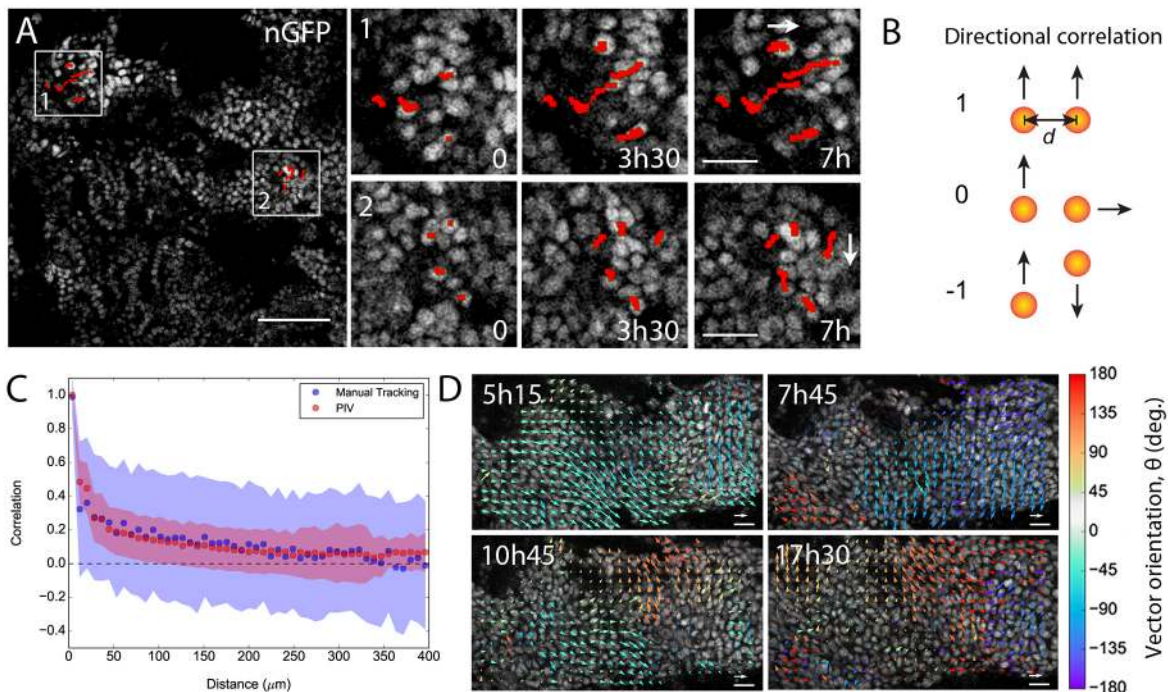 A
nGFP
1
2
1
0
3h30
7h
2
0
3h30
7h
B
Directional correlation
1
d
0
-1
C
1.0
0.8
0.6
0.4
0.2
0.0
−0.2
−0.4
Correlation
0
50
100
150
200
250
300
350
400
Distance (μm)
Manual Tracking
PIV
D
5h15
7h45
10h45
17h30
180
135
90
45
0
−45
−90
−135
−180
Vector orientation, θ (deg.)